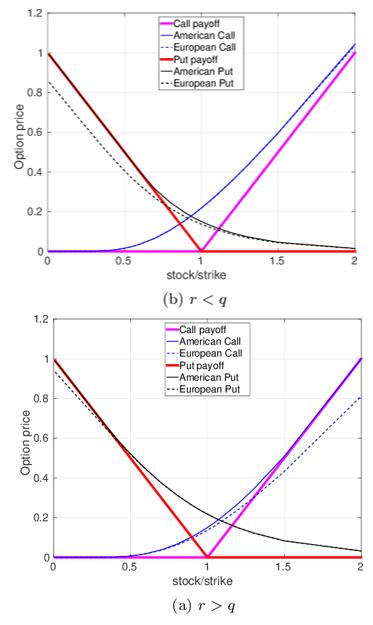 1.2
1
0.8
0.6
0.4
0.2
0
Option price
Call payoff
American Call
European Call
Put payoff
American Put
European Put
0 0.5 1 1.5 2
stock/strike
(b) r < q
1.2
1
0.8
0.6
0.4
0.2
0
Option price
Call payoff
American Call
European Call
Put payoff
American Put
European Put
0 0.5 1 1.5 2
stock/strike
(a) r > q